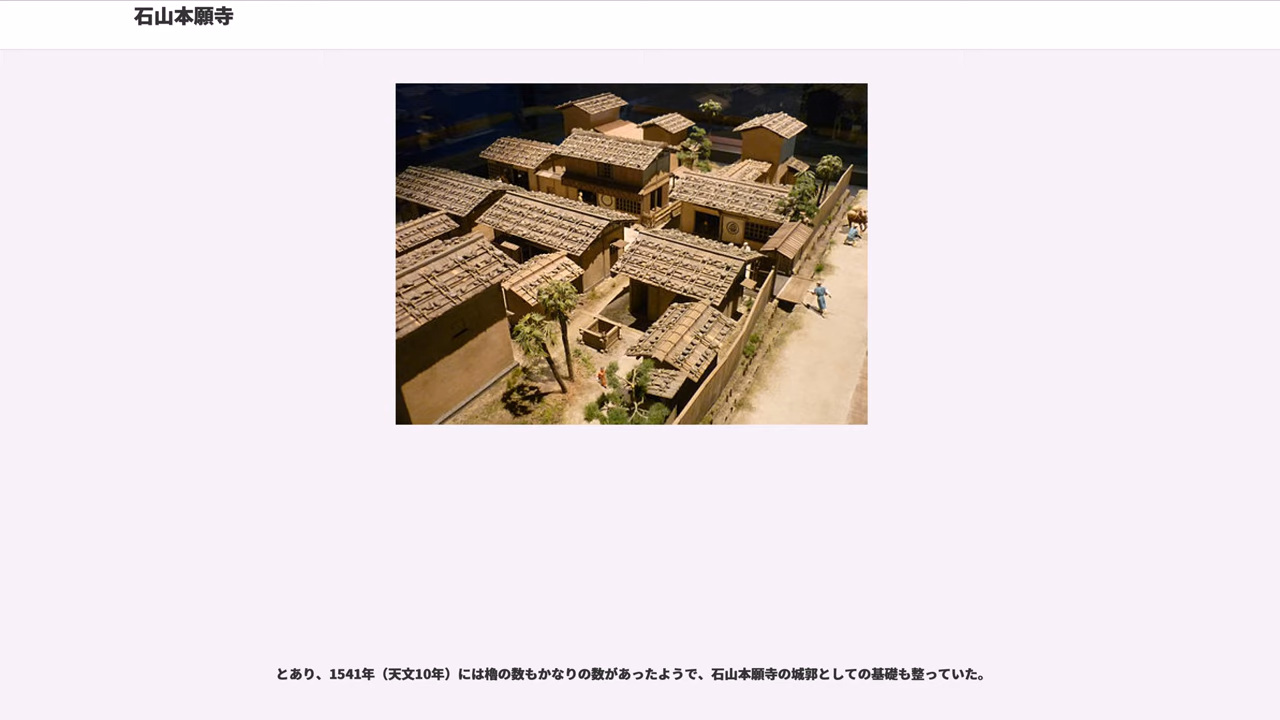 石山本願寺
とあり、1541年（天文10年）には櫓の数もかなりの数があったようで、石山本願寺の城郭としての基礎も整っていた。